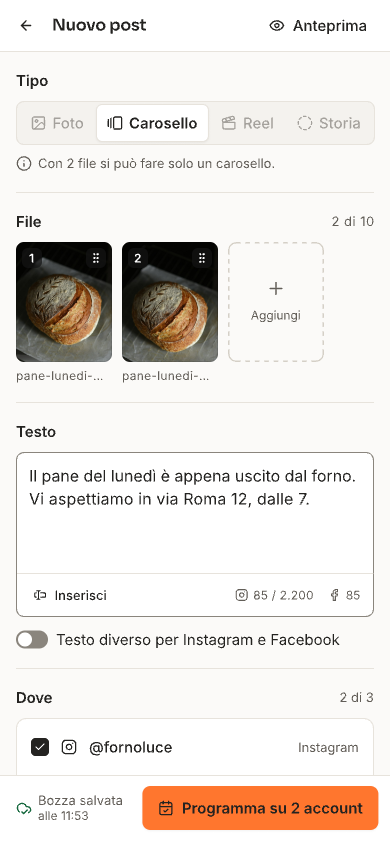 Nuovo post
Anteprima
Tipo
Foto
Carosello
Reel
Storia
Con 2 file si può fare solo un carosello.
File
2 di 10
1
2
Aggiungi
pane-lunedi-...
pane-lunedi-...
Testo
Il pane del lunedì è appena uscito dal forno.
Vi aspettiamo in via Roma 12, dalle 7.
Inserisci
85 / 2.200
85
Testo diverso per Instagram e Facebook
Dove
2 di 3
@fornoluce
Instagram
Bozza salvata
alle 11:53
Programma su 2 account